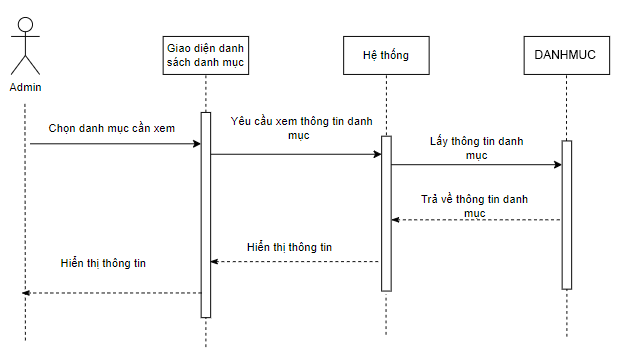 Giao diện danh
sách danh mục
Hệ thống
DANHMUC
Admin
Chọn danh mục cần xem
Yêu cầu xem thông tin danh
mục
Lấy thông tin danh
mục
Trả về thông tin danh
mục
Hiển thị thông tin
Hiển thị thông tin